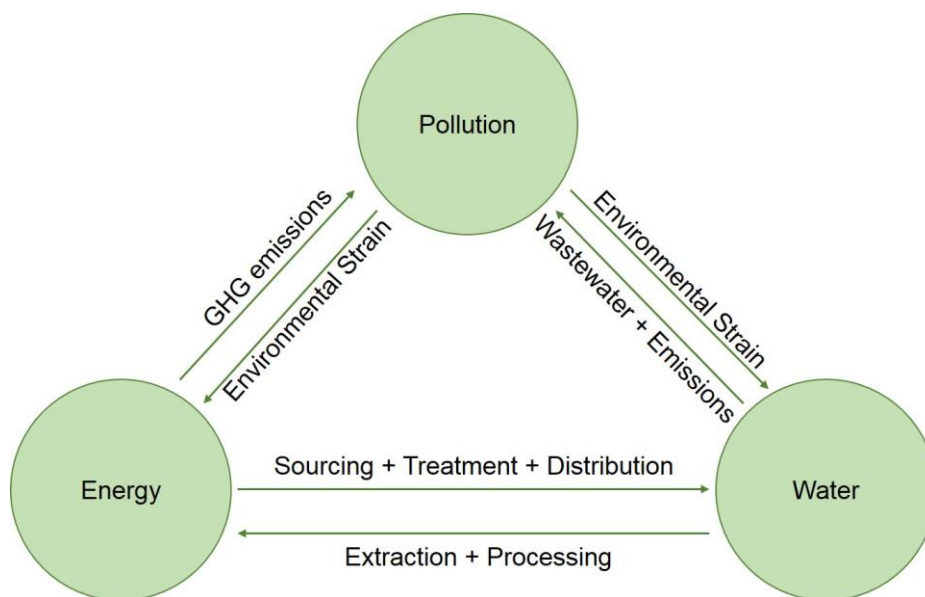 Pollution
GHG emissions
Environmental Strain
Environmental Strain
Wastewater + Emissions
Energy
Sourcing + Treatment + Distribution
Water
Extraction + Processing